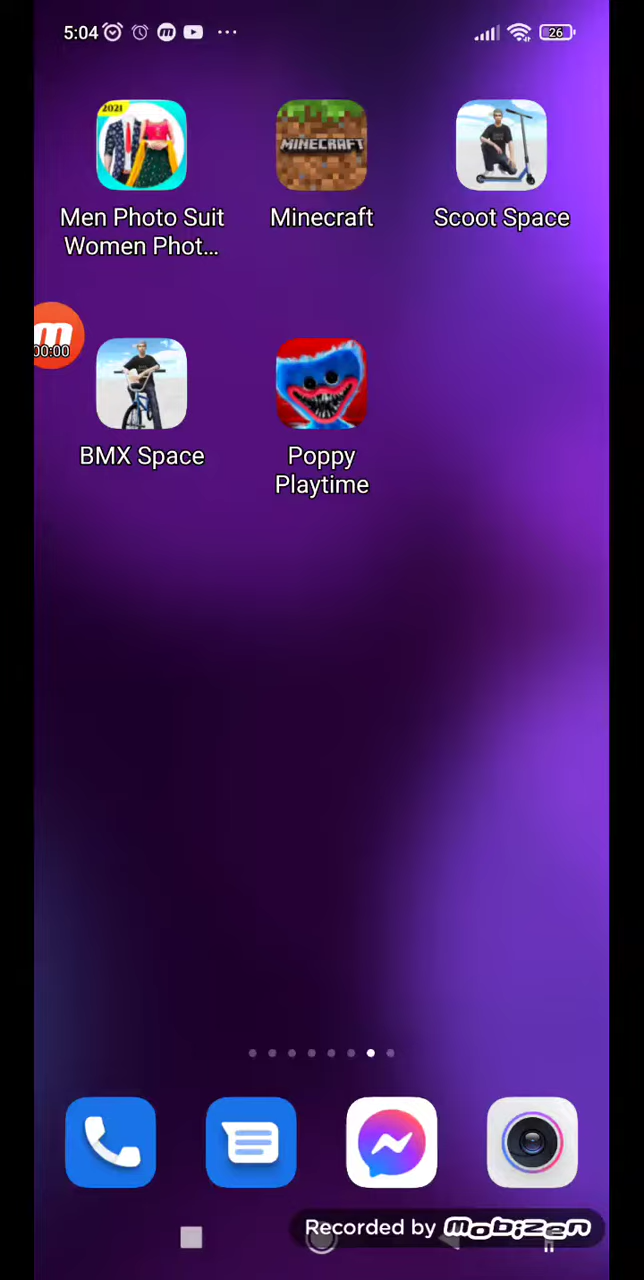 5:04
26
2021
MINECRAFT
Men Photo Suit
Women Phot...
Minecraft
Scoot Space
m
00:00
BMX Space
Poppy
Playtime
Recorded by mobizen